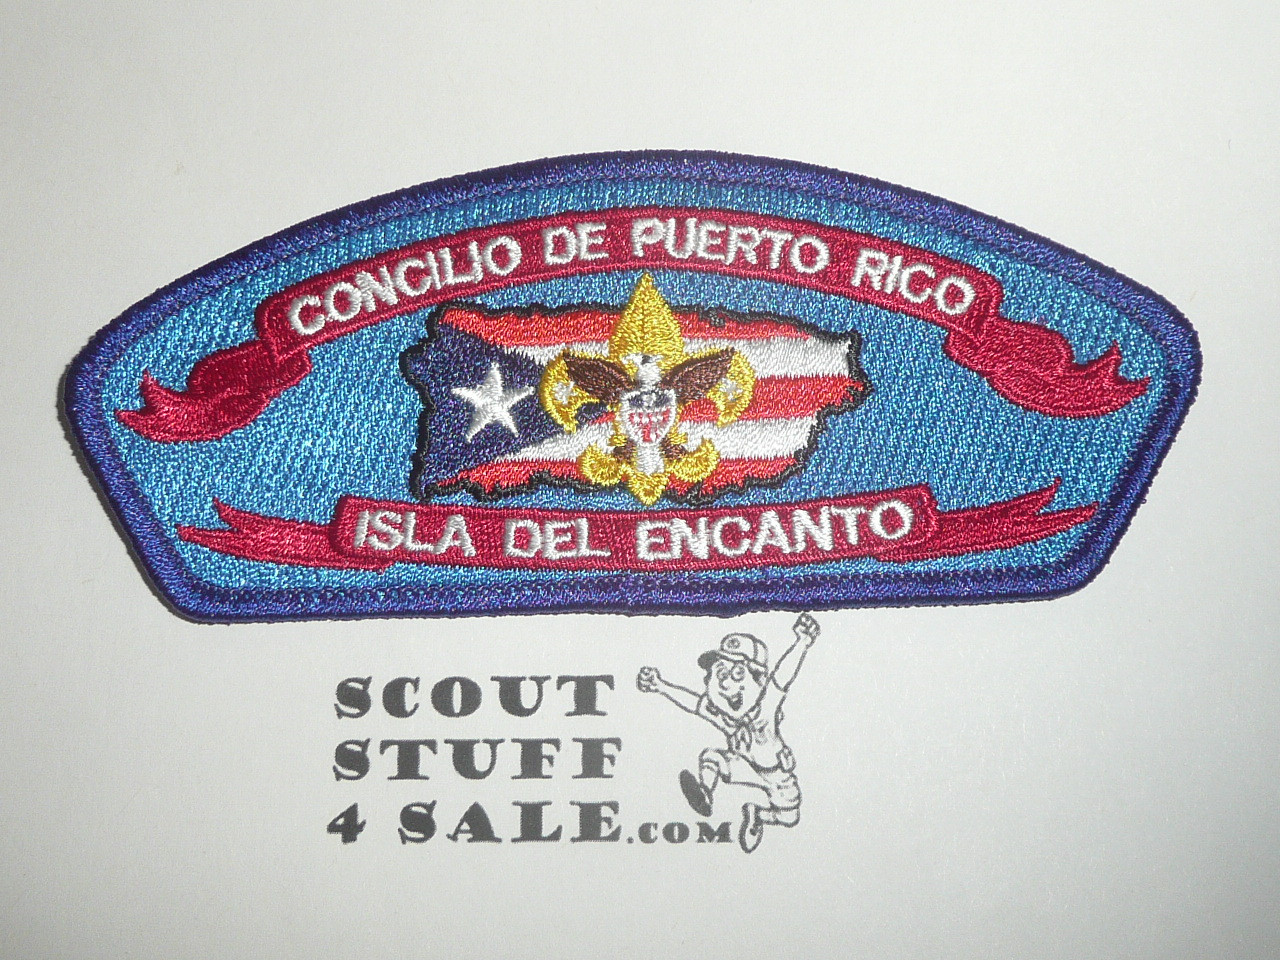 CONCILIO DE PUERTO RICO
ISLA DEL ENCANTO
SCOUT
STUFF
4 SALE.COM